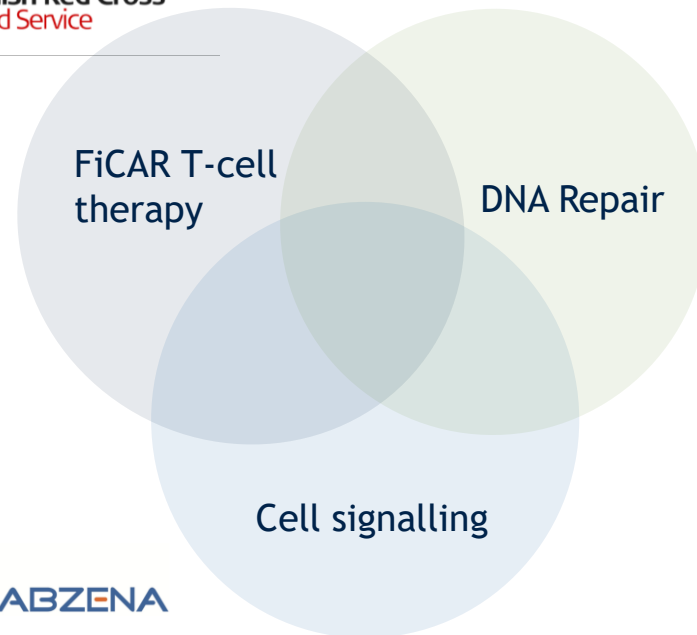 d Service
FiCAR T-cell
therapy
DNA Repair
Cell signalling
ABZENA